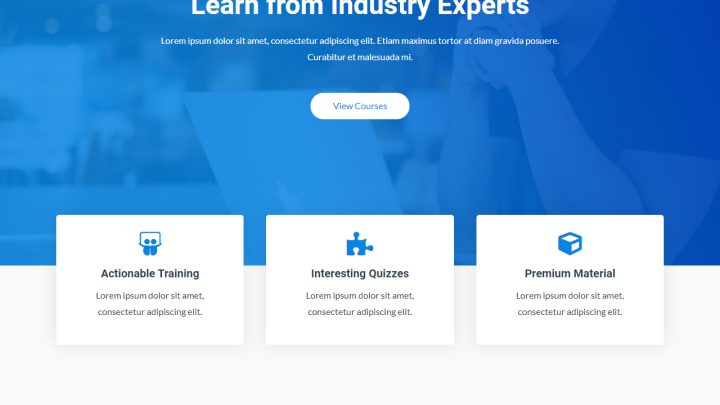 Learn from Industry Experts
Lorem ipsum dolor sit amet, consectetur adipiscing elit. Etiam maximus tortor at diam gravida posuere.
Curabitur et malesuada mi.
View Courses
Actionable Training
Lorem ipsum dolor sit amet,
consectetur adipiscing elit.
Interesting Quizzes
Lorem ipsum dolor sit amet,
consectetur adipiscing elit.
Premium Material
Lorem ipsum dolor sit amet,
consectetur adipiscing elit.